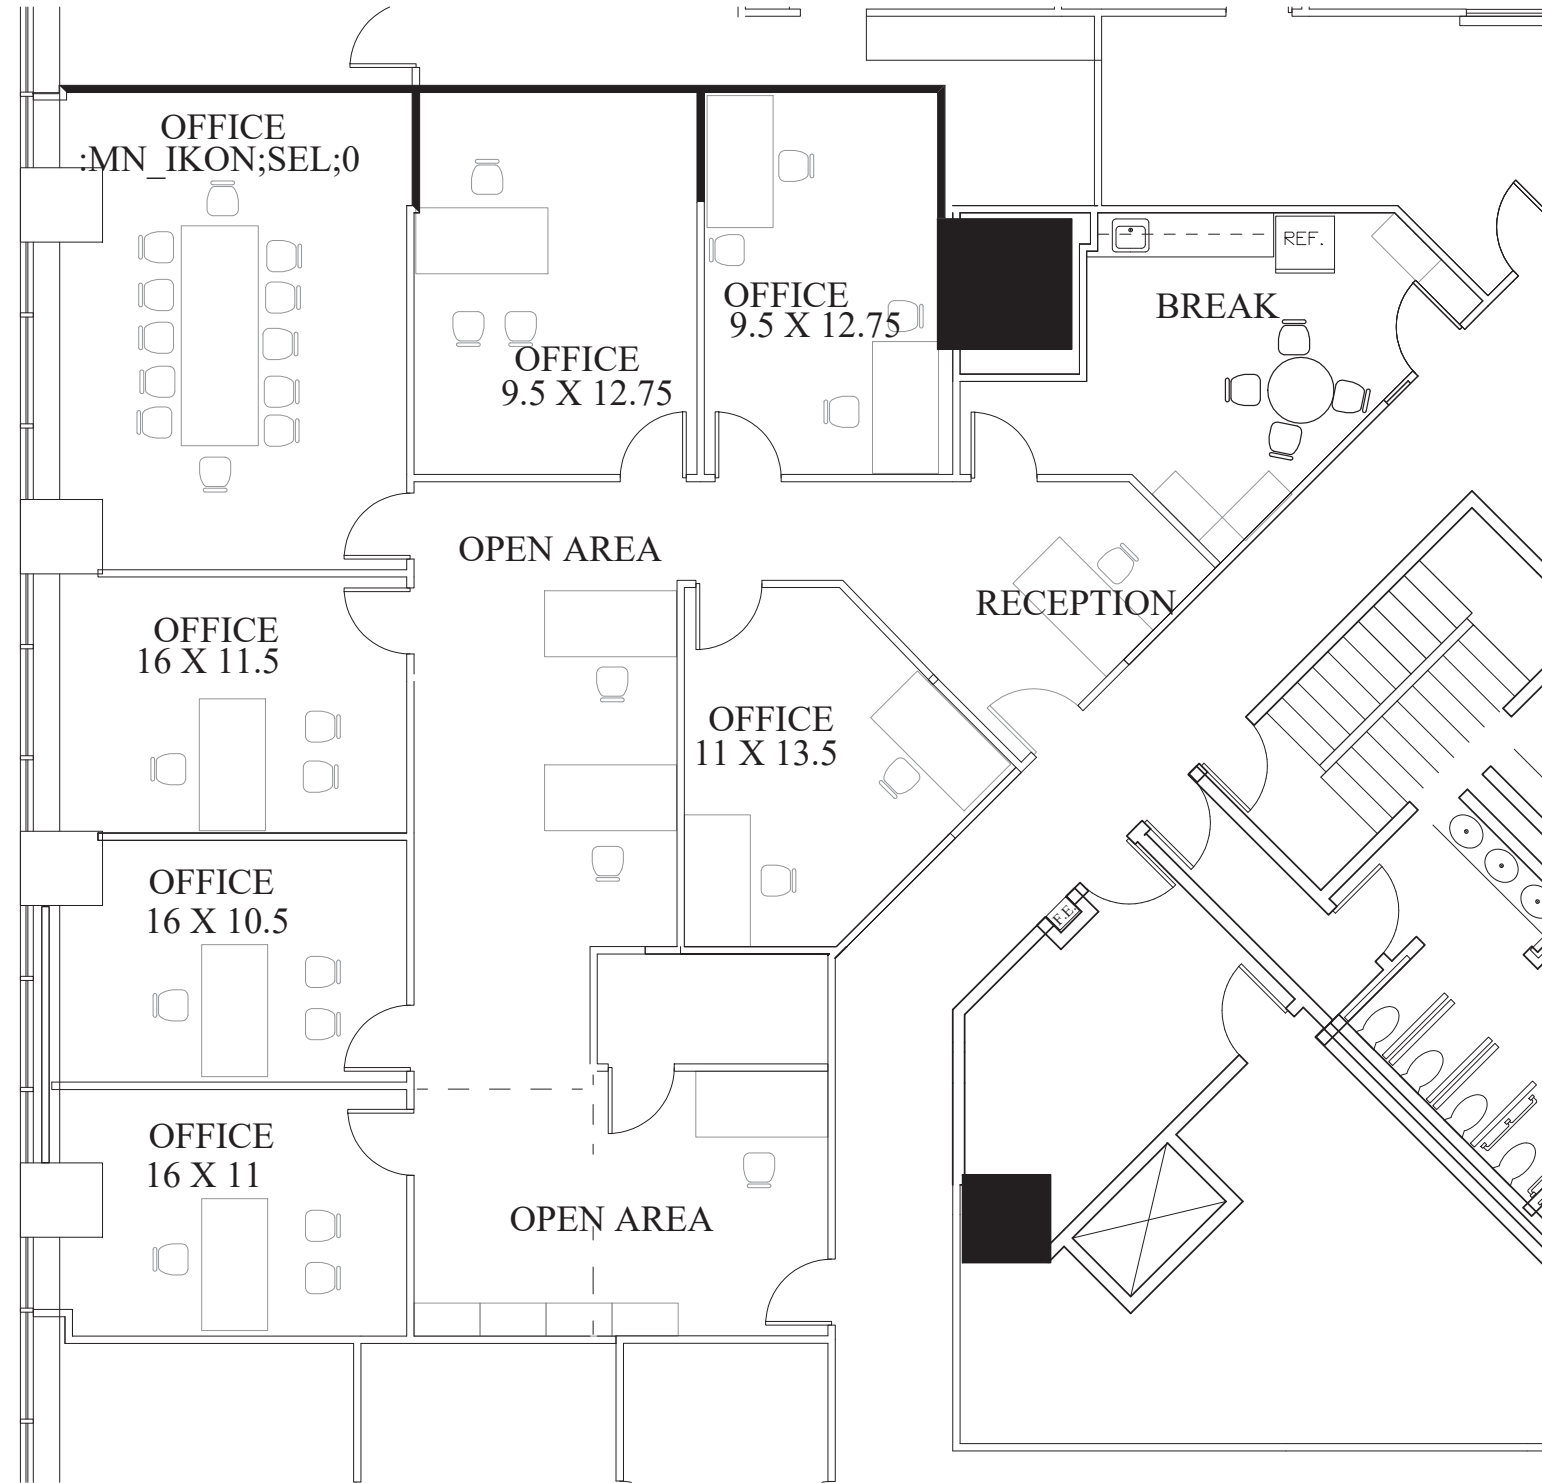 OFFICE
:MN_IKON;SEL;0
OFFICE
9.5 X 12.75
OFFICE
9.5 X 12.75
REF.
BREAK
OPEN AREA
RECEPTION
OFFICE
16 X 11.5
OFFICE
11 X 13.5
OFFICE
16 X 10.5
F.E.
OFFICE
16 X 11
OPEN AREA